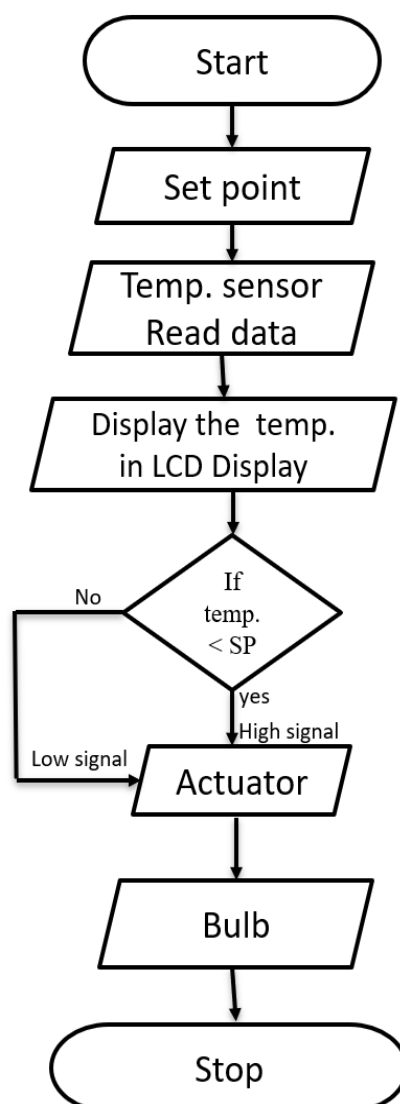 Start
Set point
Temp. sensor
Read data
Display the temp.
in LCD Display
If
temp.
< SP
No
yes
High signal
Low signal
Actuator
Bulb
Stop